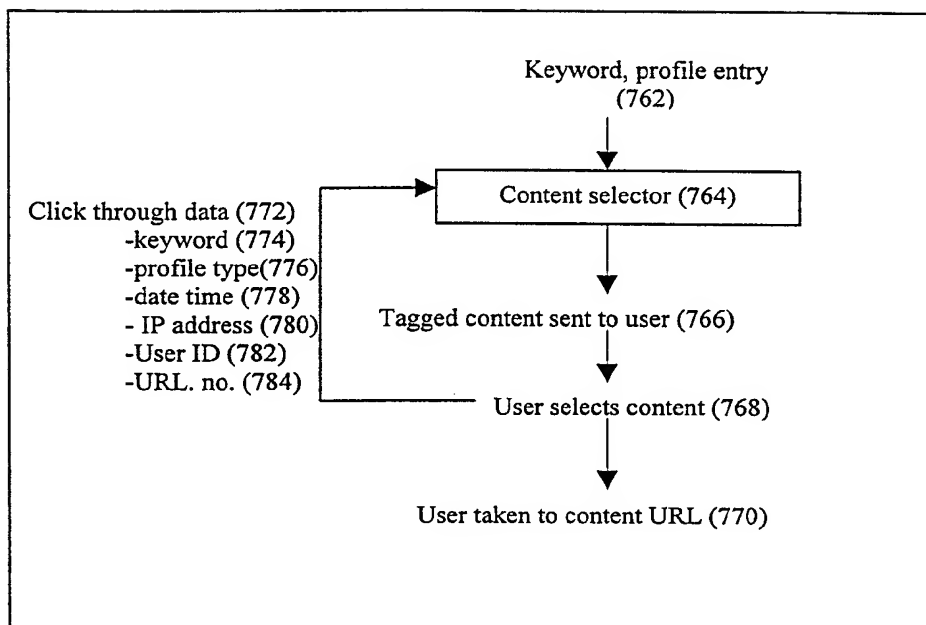 Keyword, profile entry
(762)
Content selector (764)
Click through data (772)
-keyword (774)
-profile type(776)
-date time (778)
- IP address (780)
-User ID (782)
-URL. no. (784)
Tagged content sent to user (766)
User selects content (768)
User taken to content URL (770)